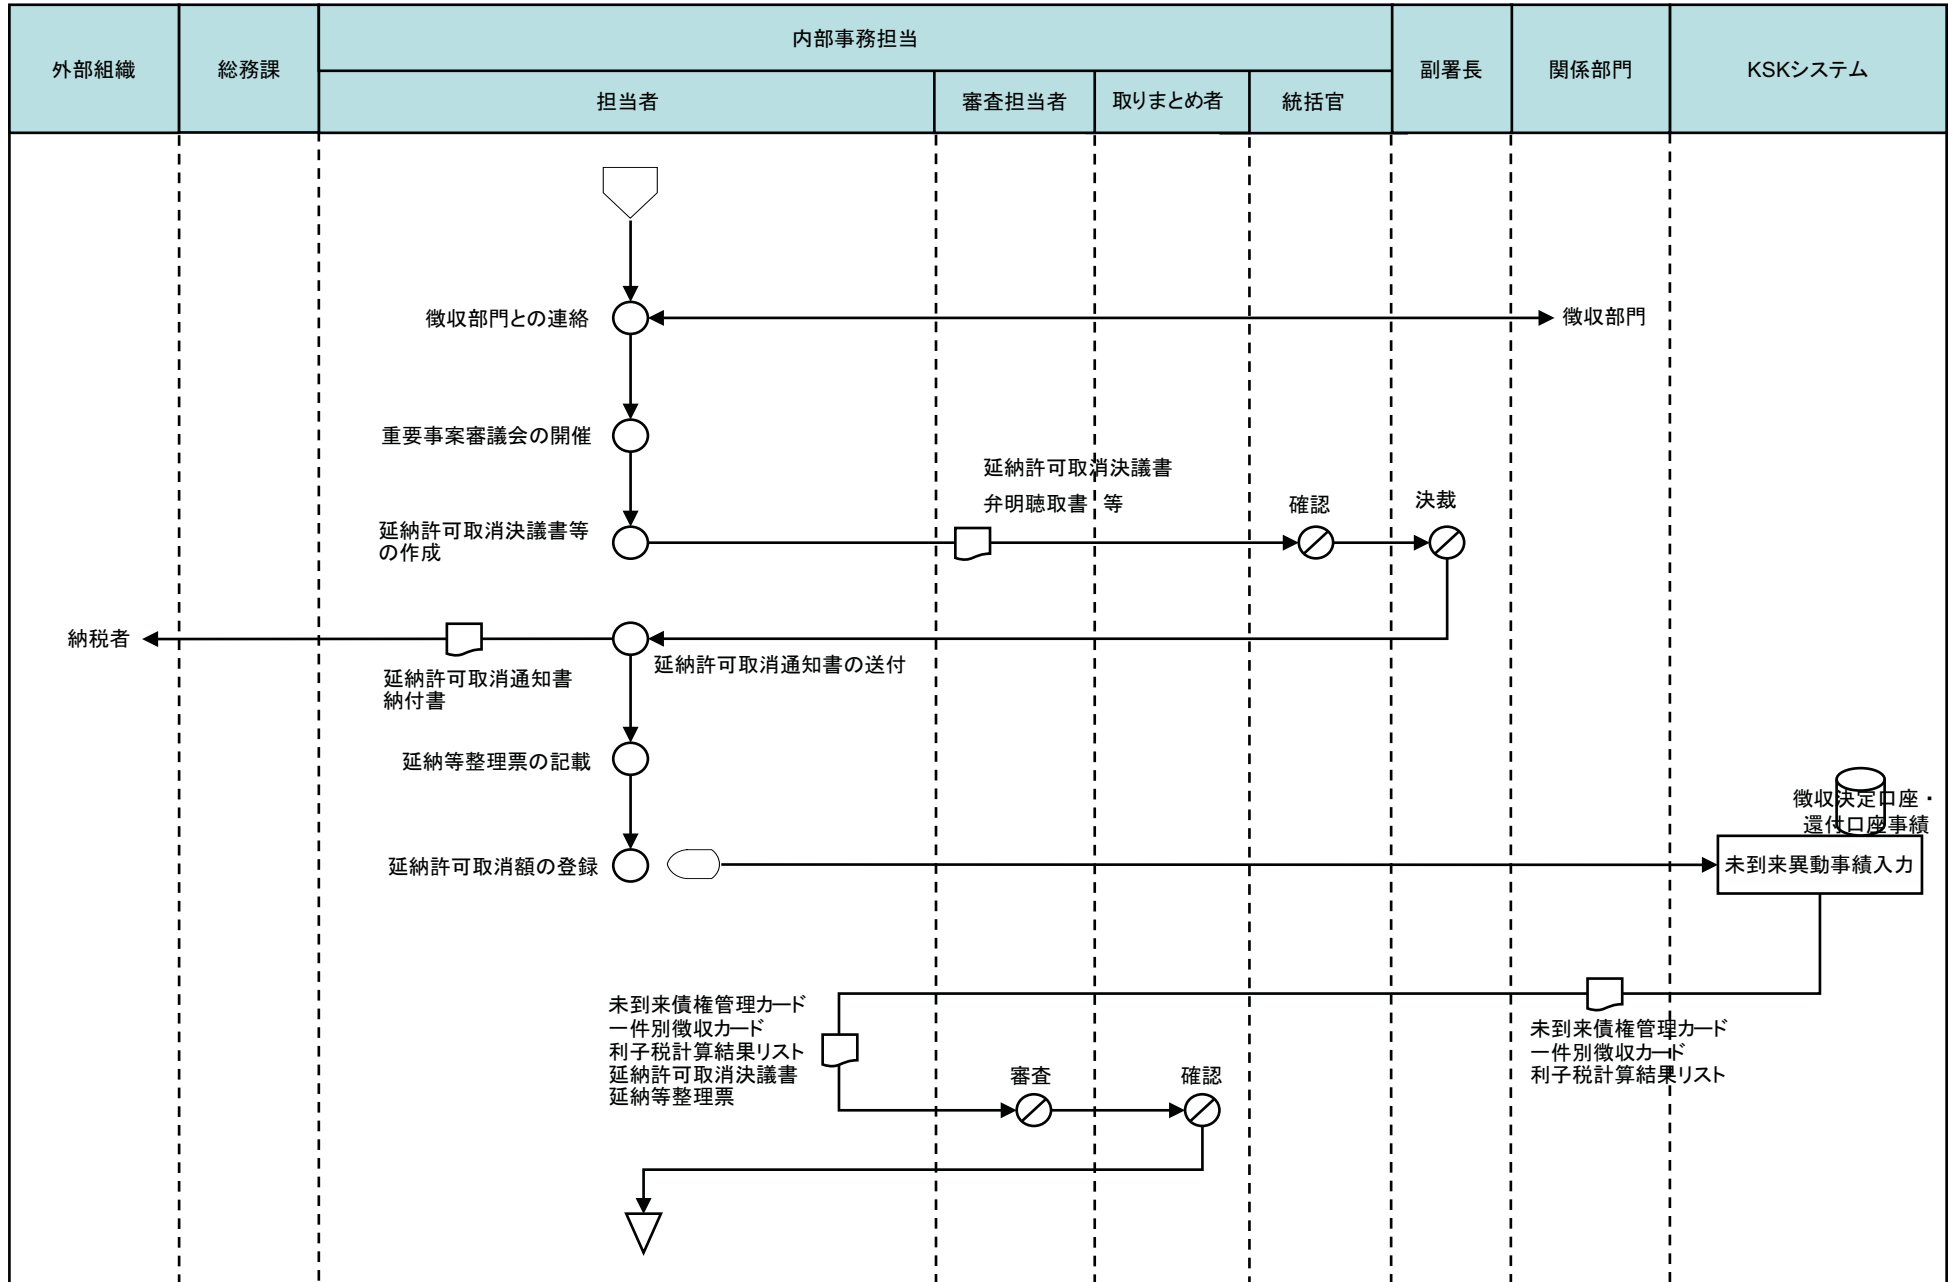 外部組織
総務課
内部事務担当
担当者
審査担当者
取りまとめ者
統括官
副署長
関係部門
KSKシステム
徴収部門との連絡
徴収部門
重要事案審議会の開催
延納許可取消決議書
弁明聴取書 等
確認
決裁
延納許可取消決議書等
の作成
納税者
延納許可取消通知書の送付
延納許可取消通知書
納付書
延納等整理票の記載
徴収決定口座・
還付口座事績
延納許可取消額の登録
未到来異動事績入力
未到来債権管理カード
一件別徴収カード
利子税計算結果リスト
延納許可取消決議書
延納等整理票
未到来債権管理カード
一件別徴収カード
利子税計算結果リスト
審査
確認